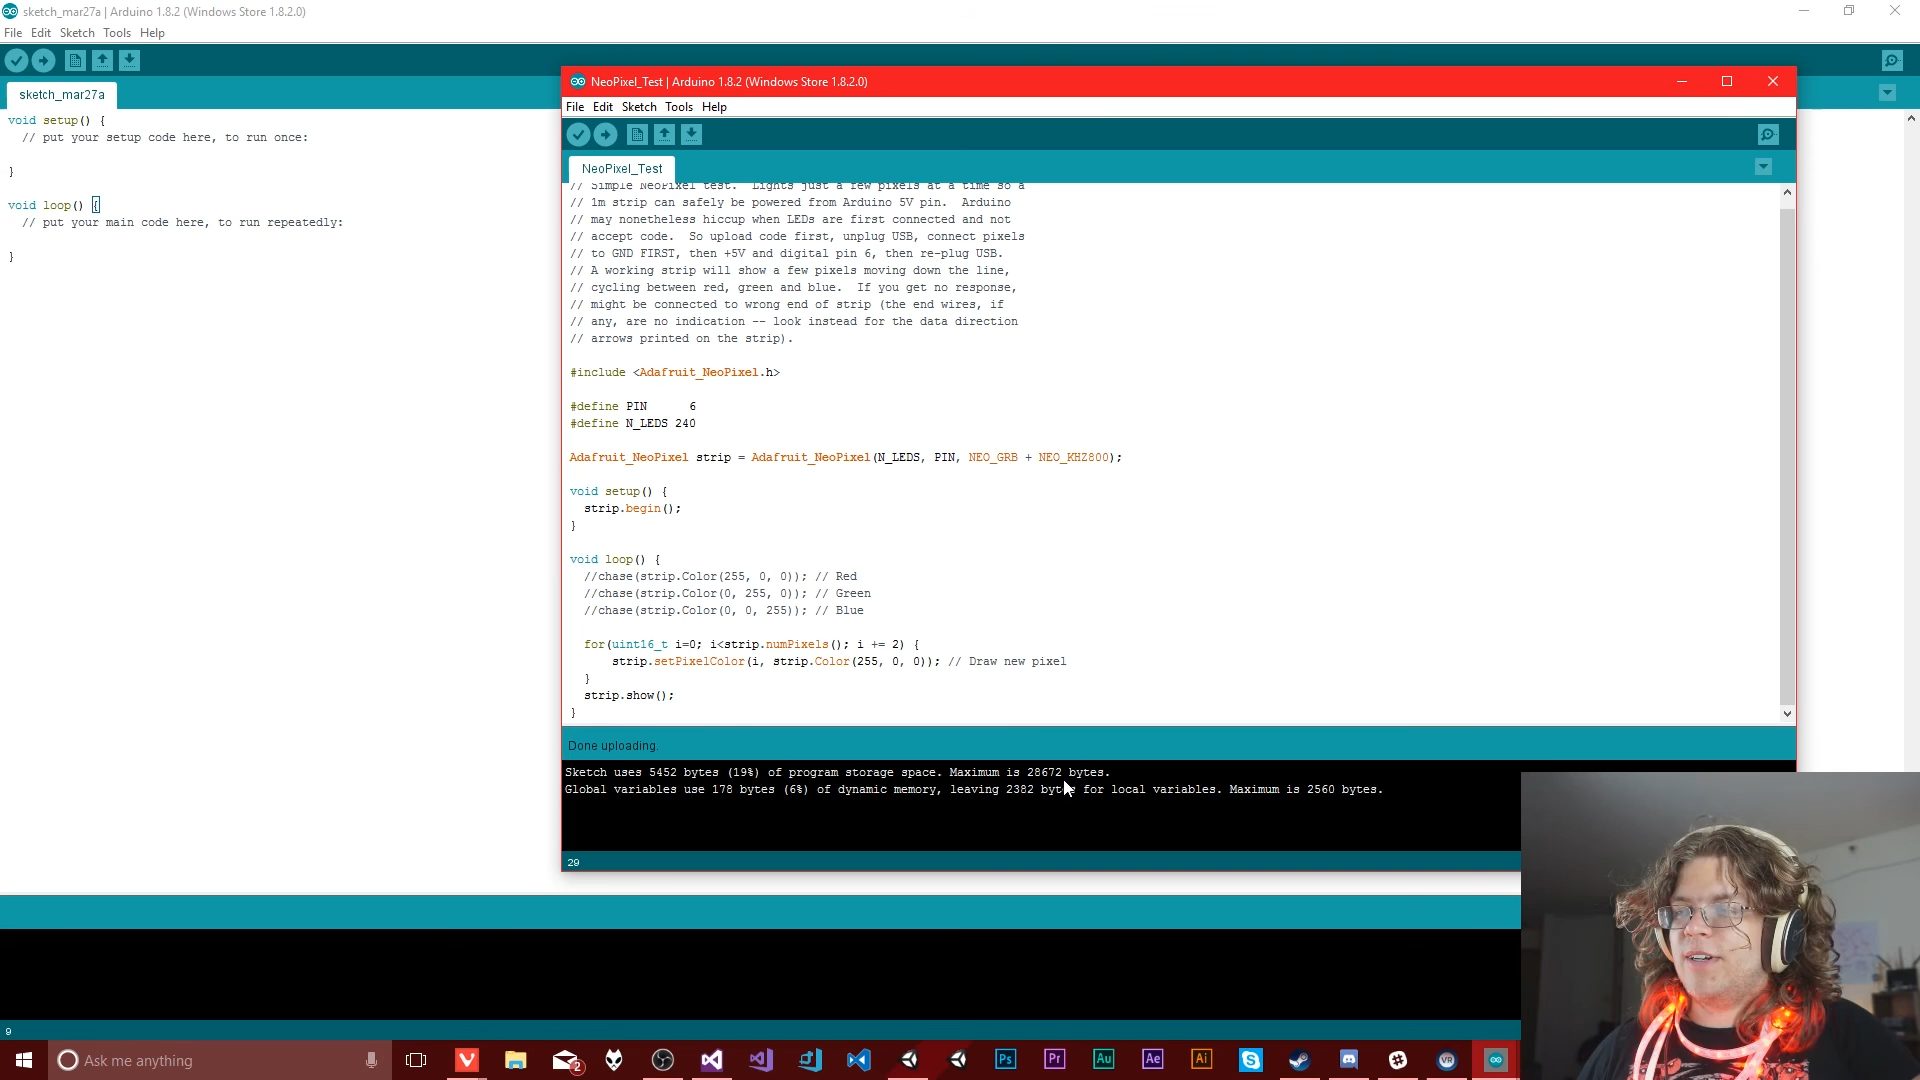 sketch_mar27a | Arduino 1.8.2 (Windows Store 1.8.2.0)
File Edit Sketch Tools Help
sketch_mar27a
void setup() {
// put your setup code here, to run once:
}
void loop() {
// put your main code here, to run repeatedly:
}
NeoPixel_Test | Arduino 1.8.2 (Windows Store 1.8.2.0)
File Edit Sketch Tools Help
NeoPixel_Test
// Simple NeoPixel test.  Lights just a few pixels at a time so a
// 1m strip can safely be powered from Arduino 5V pin.  Arduino
// may nonetheless hiccup when LEDs are first connected and not
// accept code.  So upload code first, unplug USB, connect pixels
// to GND FIRST, then +5V and digital pin 6, then re-plug USB.
// A working strip will show a few pixels moving down the line,
// cycling between red, green and blue.  If you get no response,
// might be connected to wrong end of strip (the end wires, if
// any, are no indication -- look instead for the data direction
// arrows printed on the strip).
#include <Adafruit_NeoPixel.h>
#define PIN      6
#define N_LEDS 240
Adafruit_NeoPixel strip = Adafruit_NeoPixel(N_LEDS, PIN, NEO_GRB + NEO_KHZ800);
void setup() {
strip.begin();
}
void loop() {
//chase(strip.Color(255, 0, 0)); // Red
//chase(strip.Color(0, 255, 0)); // Green
//chase(strip.Color(0, 0, 255)); // Blue
for(uint16_t i=0; i<strip.numPixels(); i += 2) {
strip.setPixelColor(i, strip.Color(255, 0, 0)); // Draw new pixel
}
strip.show();
}
Done uploading.
Sketch uses 5452 bytes (19%) of program storage space. Maximum is 28672 bytes.
Global variables use 178 bytes (6%) of dynamic memory, leaving 2382 bytes for local variables. Maximum is 2560 bytes.
29
9
Ask me anything
2
Ps
Pr
Au
Ae
Ai
VR